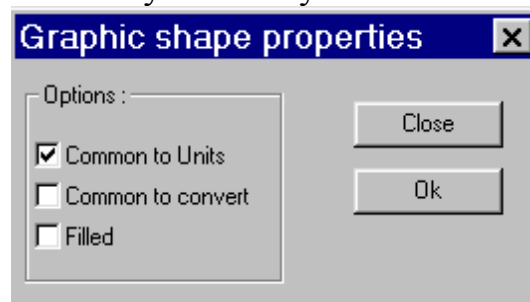 Graphic shape properties
Options :
Common to Units
Common to convert
Filled
Close
Ok